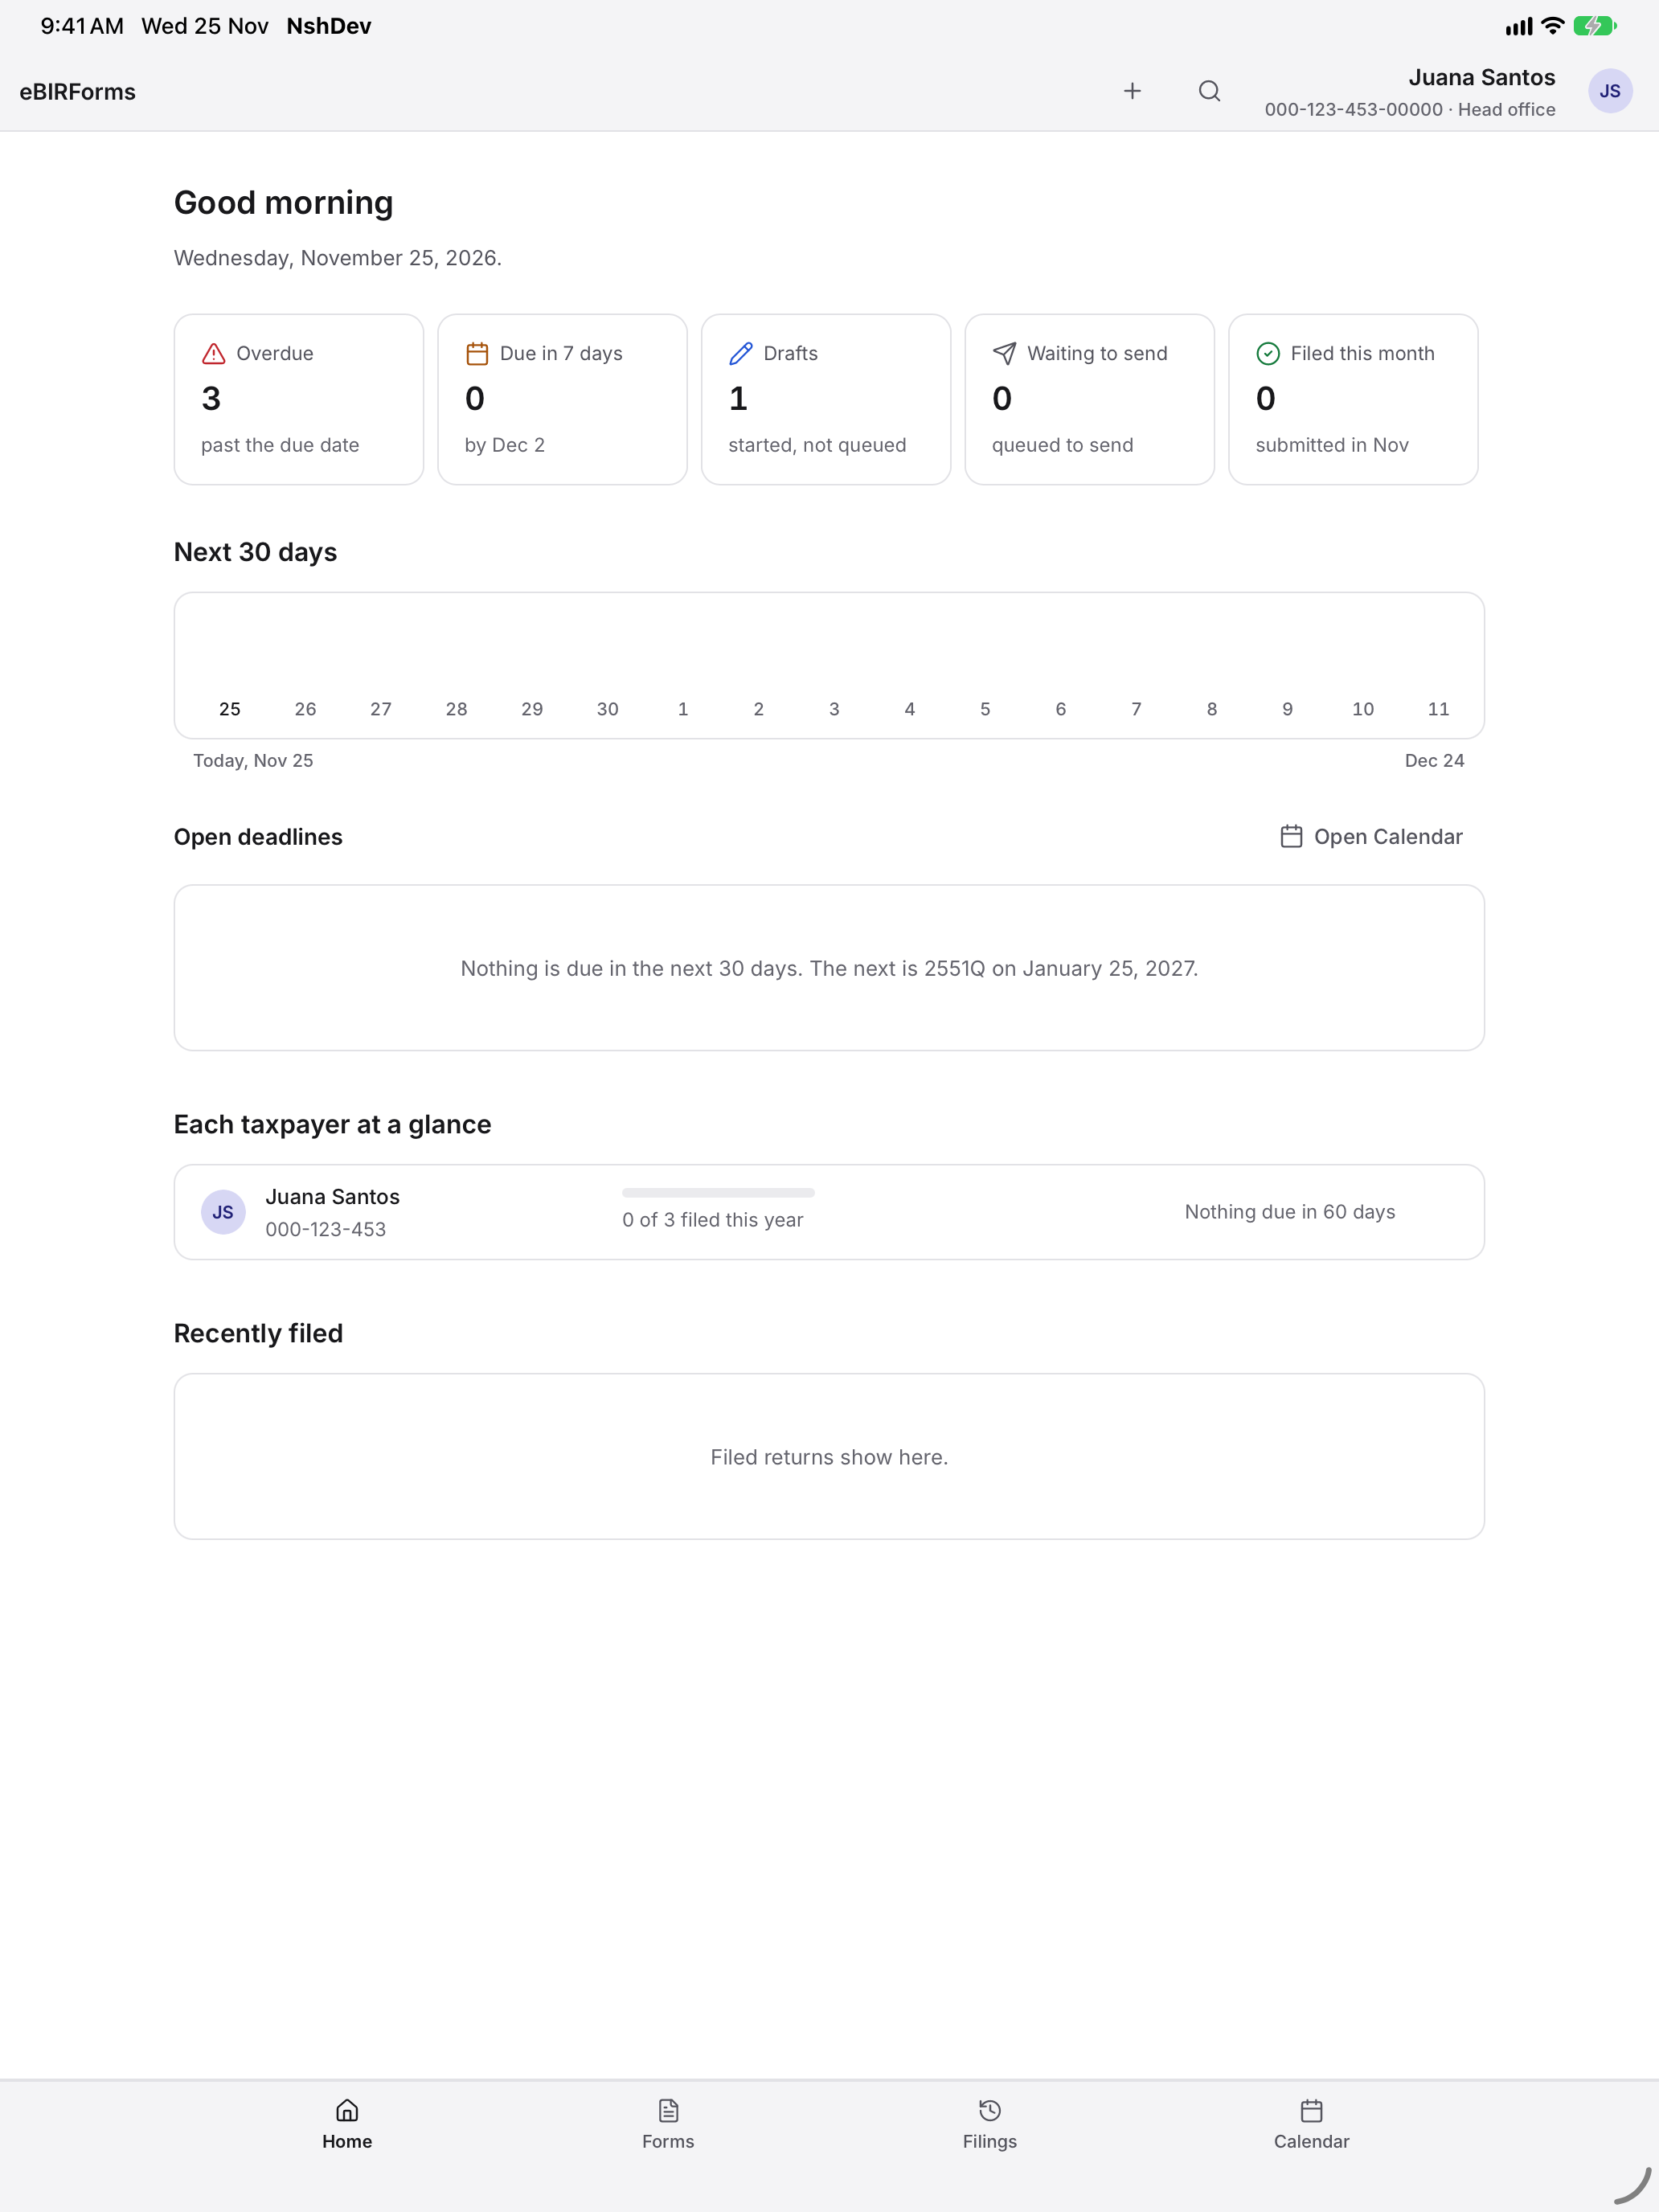 9:41 AM Wed 25 Nov NshDev
eBIRForms
Juana Santos
000-123-453-00000 · Head office
JS
Good morning
Wednesday, November 25, 2026.
Overdue
3
past the due date
Due in 7 days
0
by Dec 2
Drafts
1
started, not queued
Waiting to send
0
queued to send
Filed this month
0
submitted in Nov
Next 30 days
25 26 27 28 29 30 1 2 3 4 5 6 7 8 9 10 11
Today, Nov 25 Dec 24
Open deadlines
Open Calendar
Nothing is due in the next 30 days. The next is 2551Q on January 25, 2027.
Each taxpayer at a glance
JS
Juana Santos
000-123-453
0 of 3 filed this year
Nothing due in 60 days
Recently filed
Filed returns show here.
Home Forms Filings Calendar